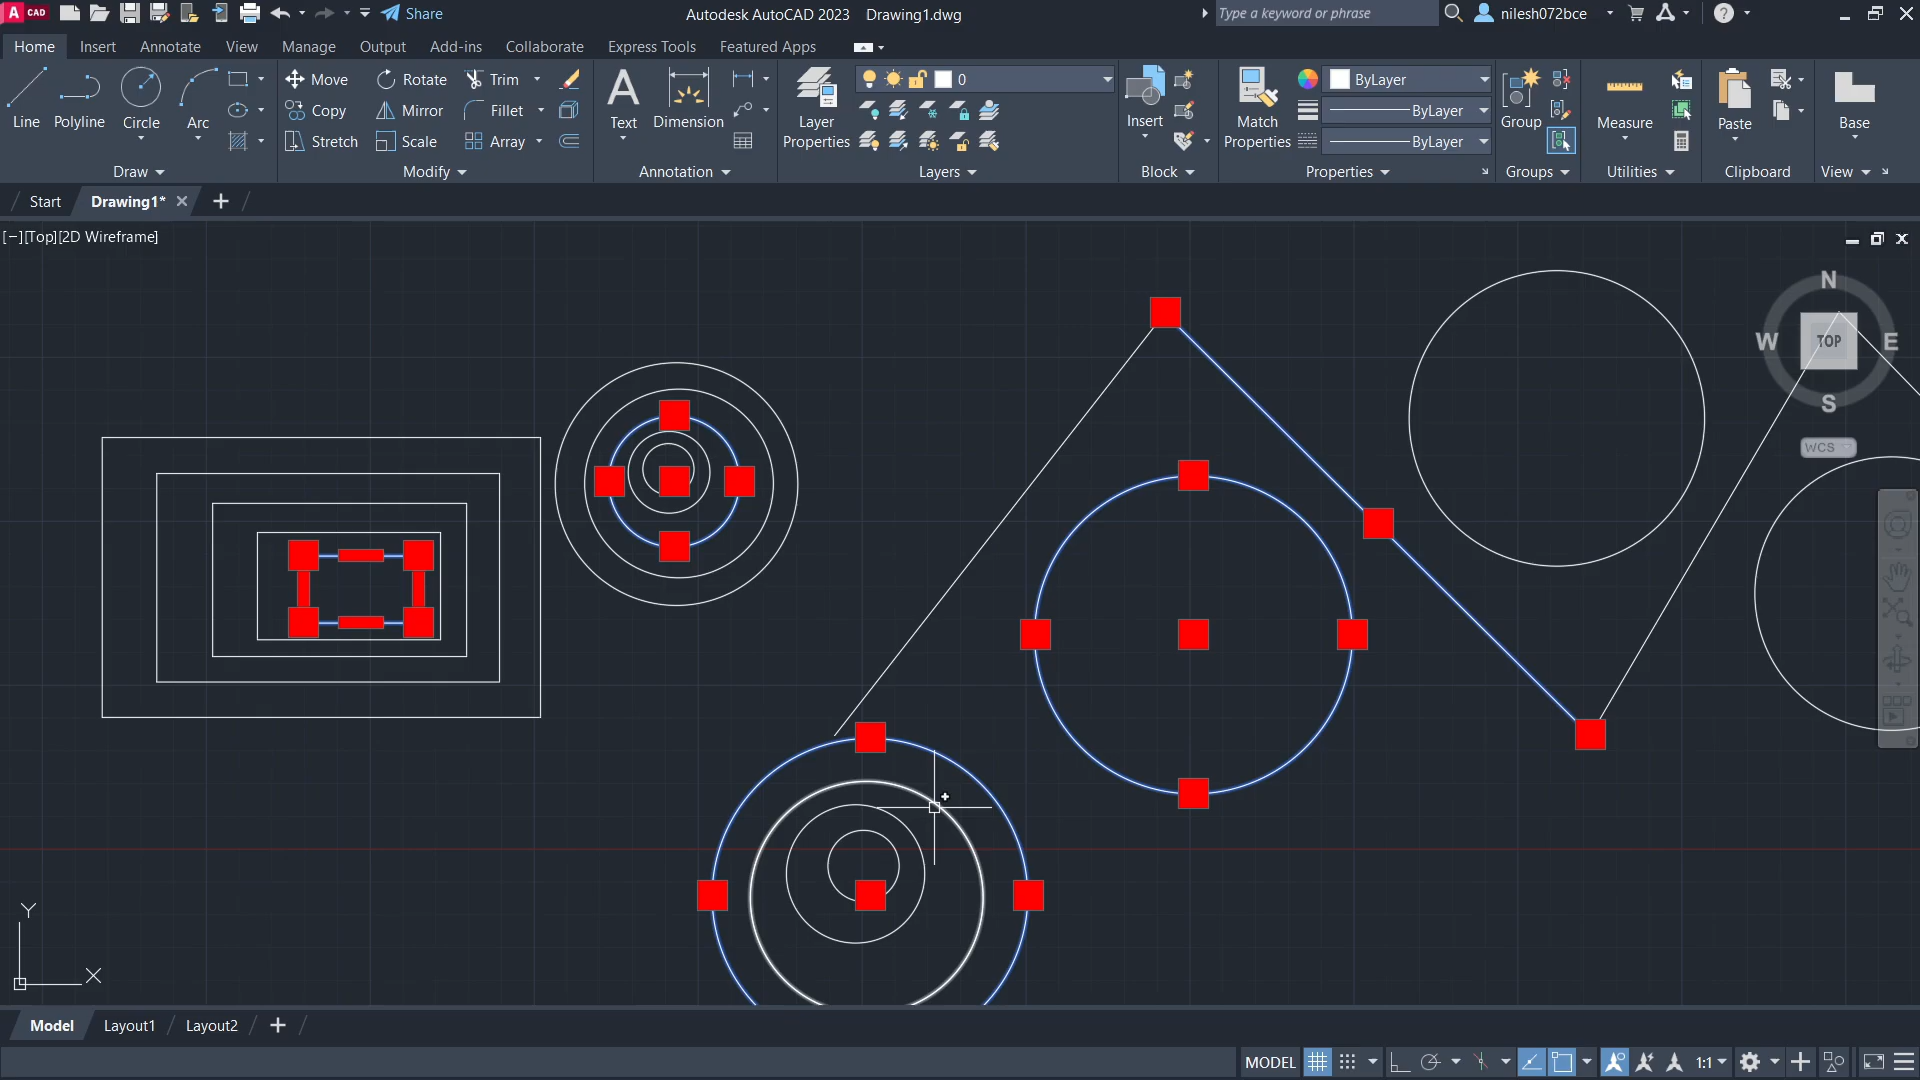 A CAD Share Autodesk AutoCAD 2023 Drawing1.dwg Type a keyword or phrase nilesh072bce ?
Home Insert Annotate View Manage Output Add-ins Collaborate Express Tools Featured Apps
Line Polyline Circle Arc
Move Rotate Trim
Copy Mirror Fillet
Stretch Scale Array
A Text Dimension
Layer Properties
0
Insert
Match Properties
ByLayer
ByLayer
ByLayer
Group
Measure
Paste
Base
Draw Modify Annotation Layers Block Properties Groups Utilities Clipboard View
Start Drawing1* +
[−][Top][2D Wireframe]
N
W TOP E
S
WCS
Y
X
Model Layout1 Layout2 +
MODEL 1:1